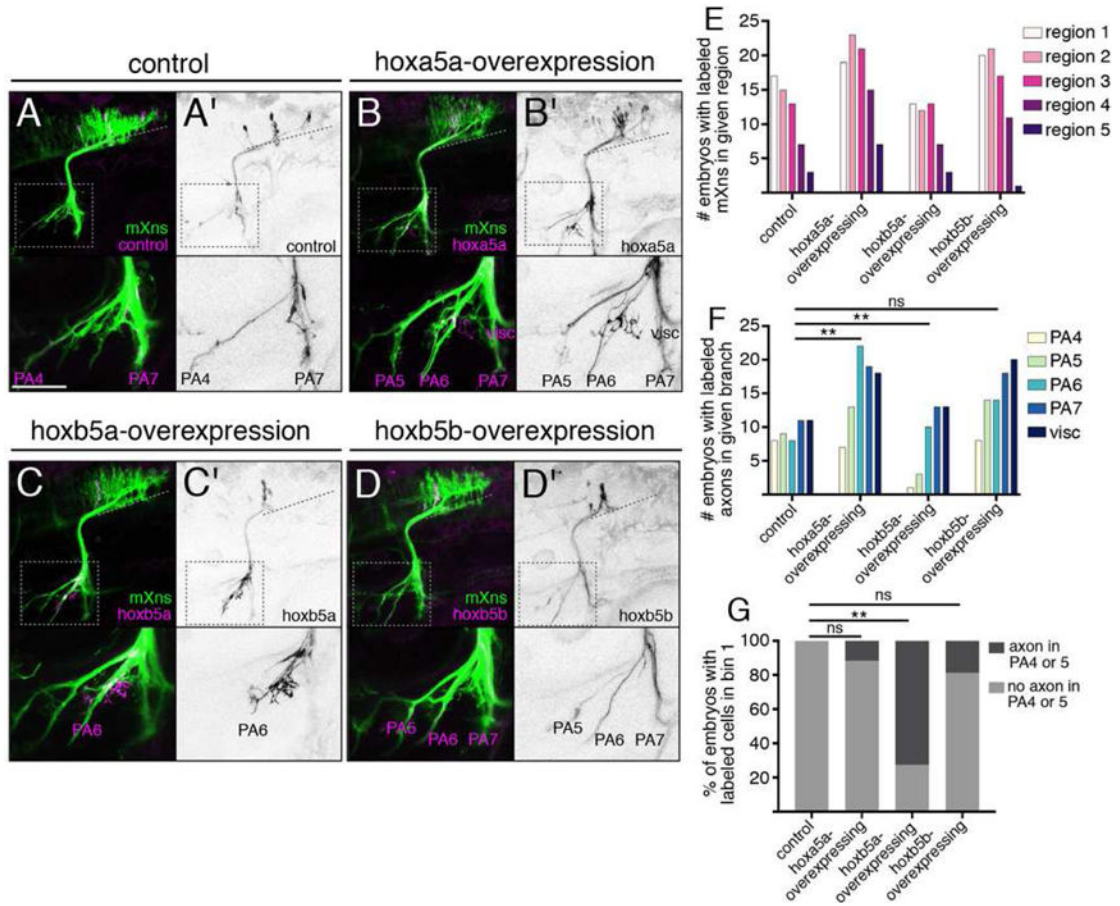 control
hoxa5a-overexpression
A
A'
B
B'
mXns
control
control
mXns
hoxa5a
hoxa5a
PA4
PA7
PA4
PA7
visc
PA5
PA6
PA7
visc
PA5
PA6
PA7
hoxb5a-overexpression
hoxb5b-overexpression
C
C'
D
D'
mXns
hoxb5a
hoxb5a
mXns
hoxb5b
hoxb5b
PA6
PA6
PA5
PA6
PA7
PA5
PA6
PA7
E
# embryos with labeled
mXns in given region
25
20
15
10
5
control
hoxa5a-
overexpressing
hoxb5a-
overexpressing
hoxb5b-
overexpressing
region 1
region 2
region 3
region 4
region 5
F
# embryos with labeled
axons in given branch
25
20
15
10
5
ns
**
**
control
hoxa5a-
overexpressing
hoxb5a-
overexpressing
hoxb5b-
overexpressing
PA4
PA5
PA6
PA7
visc
G
% of embryos with
labeled cells in bin 1
100
80
60
40
20
ns
**
ns
control
hoxa5a-
overexpressing
hoxb5a-
overexpressing
hoxb5b-
overexpressing
axon in
PA4 or 5
no axon in
PA4 or 5